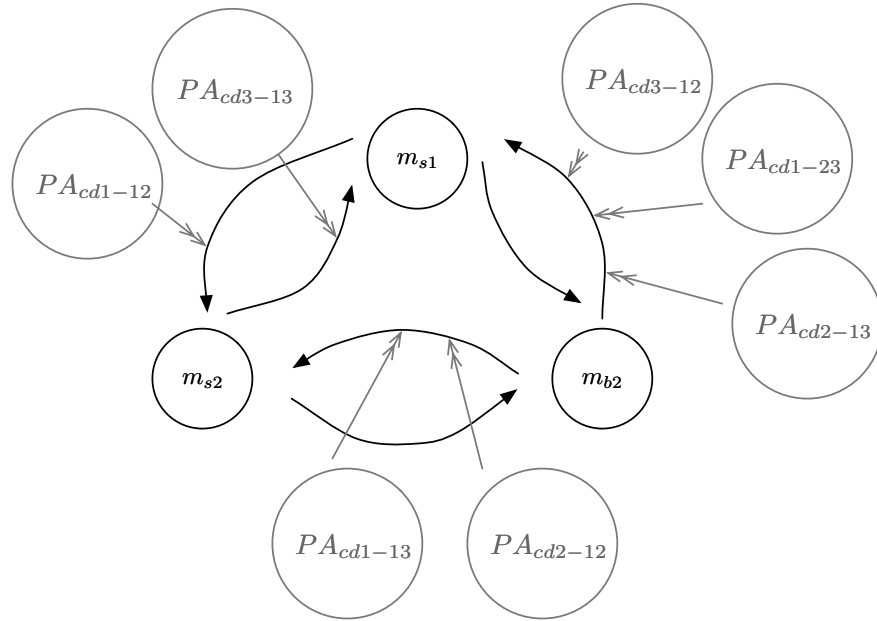 PA_{cd3-13}
PA_{cd3-12}
PA_{cd1-12}
m_{s1}
PA_{cd1-23}
PA_{cd2-13}
m_{s2}
m_{b2}
PA_{cd1-13}
PA_{cd2-12}